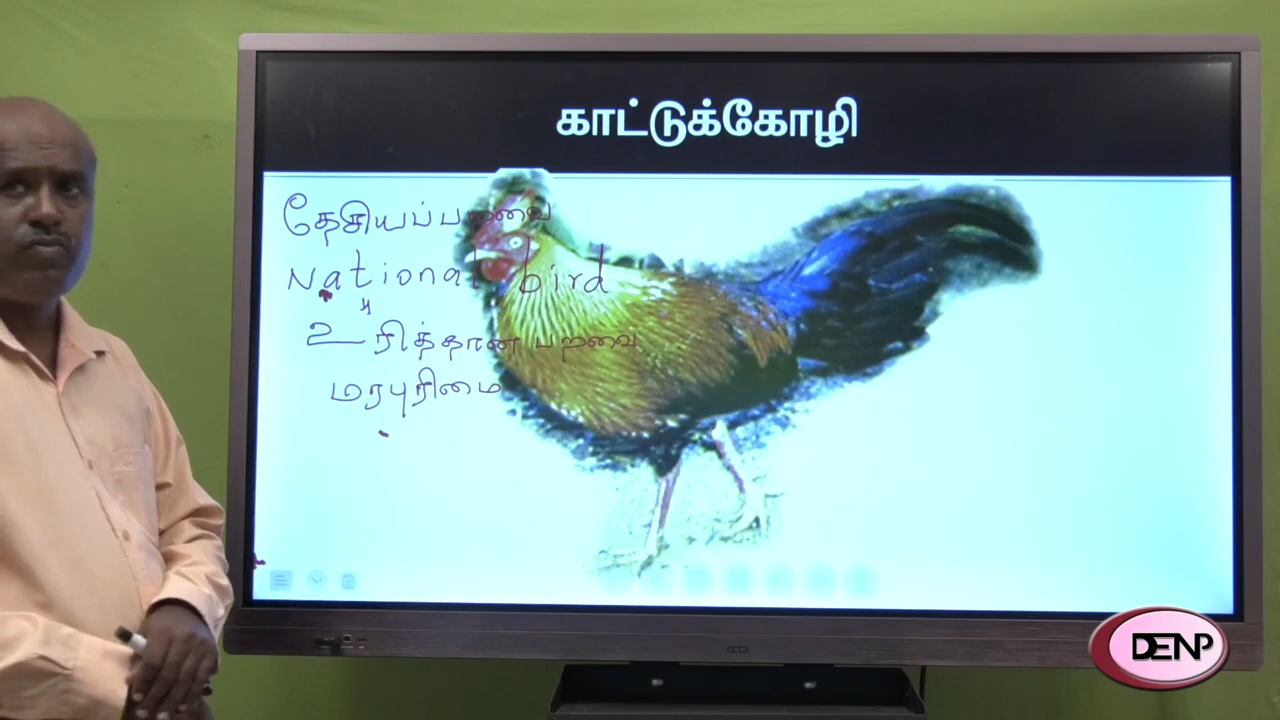 காட்டுக்கோழி
தேசியப்பறவை
National bird
உரித்தான பறவை
மரபுரிமை
DENP